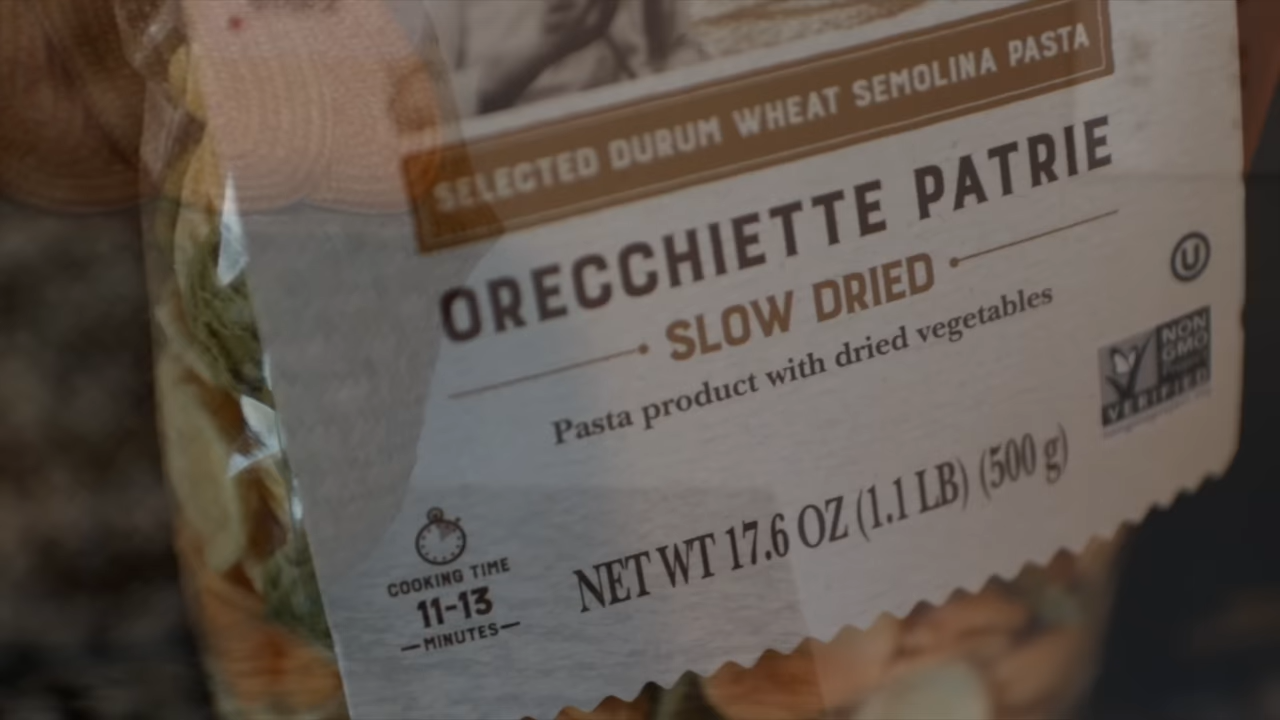 SELECTED DURUM WHEAT SEMOLINA PASTA
ORECCHIETTE PATRIE
SLOW DRIED
Pasta product with dried vegetables
U
NON
GMO
VERIFIED
NET WT 17.6 OZ (1.1 LB) (500 g)
COOKING TIME
11-13
MINUTES